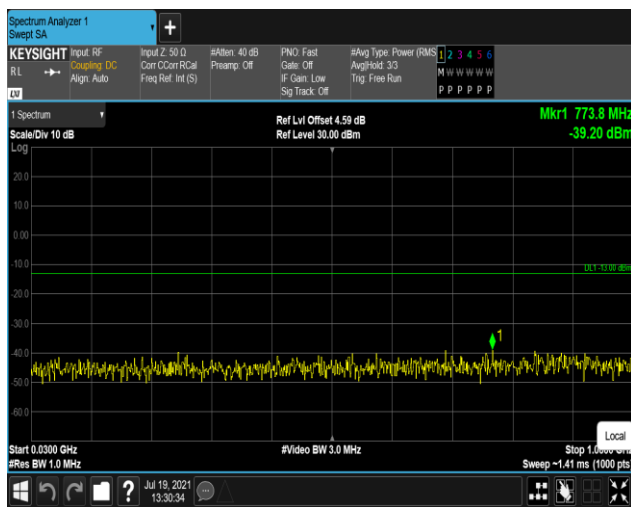 Spectrum Analyzer 1
Swept SA
+
KEYSIGHT Input: RF Input Z: 50 Ω #Atten: 40 dB PNO: Fast #Avg Type: Power (RMS 1 2 3 4 5 6
RL Coupling: DC Corr CCorr RCal Preamp: Off Gate: Off Avg|Hold: 3/3 M W W W W W
Align: Auto Freq Ref: Int (S) IF Gain: Low Trig: Free Run
LXI Sig Track: Off P P P P P P
1 Spectrum Ref Lvl Offset 4.59 dB Mkr1 773.8 MHz
Scale/Div 10 dB Ref Level 30.00 dBm -39.20 dBm
Log
20.0
10.0
0.00
-10.0
DL1 -13.00 dBm
-20.0
-30.0
1
-40.0
-50.0
-60.0
Local
Start 0.0300 GHz #Video BW 3.0 MHz Stop
#Res BW 1.0 MHz Sweep ~1.41 ms (1000 pts)
? Jul 19, 2021
13:30:34